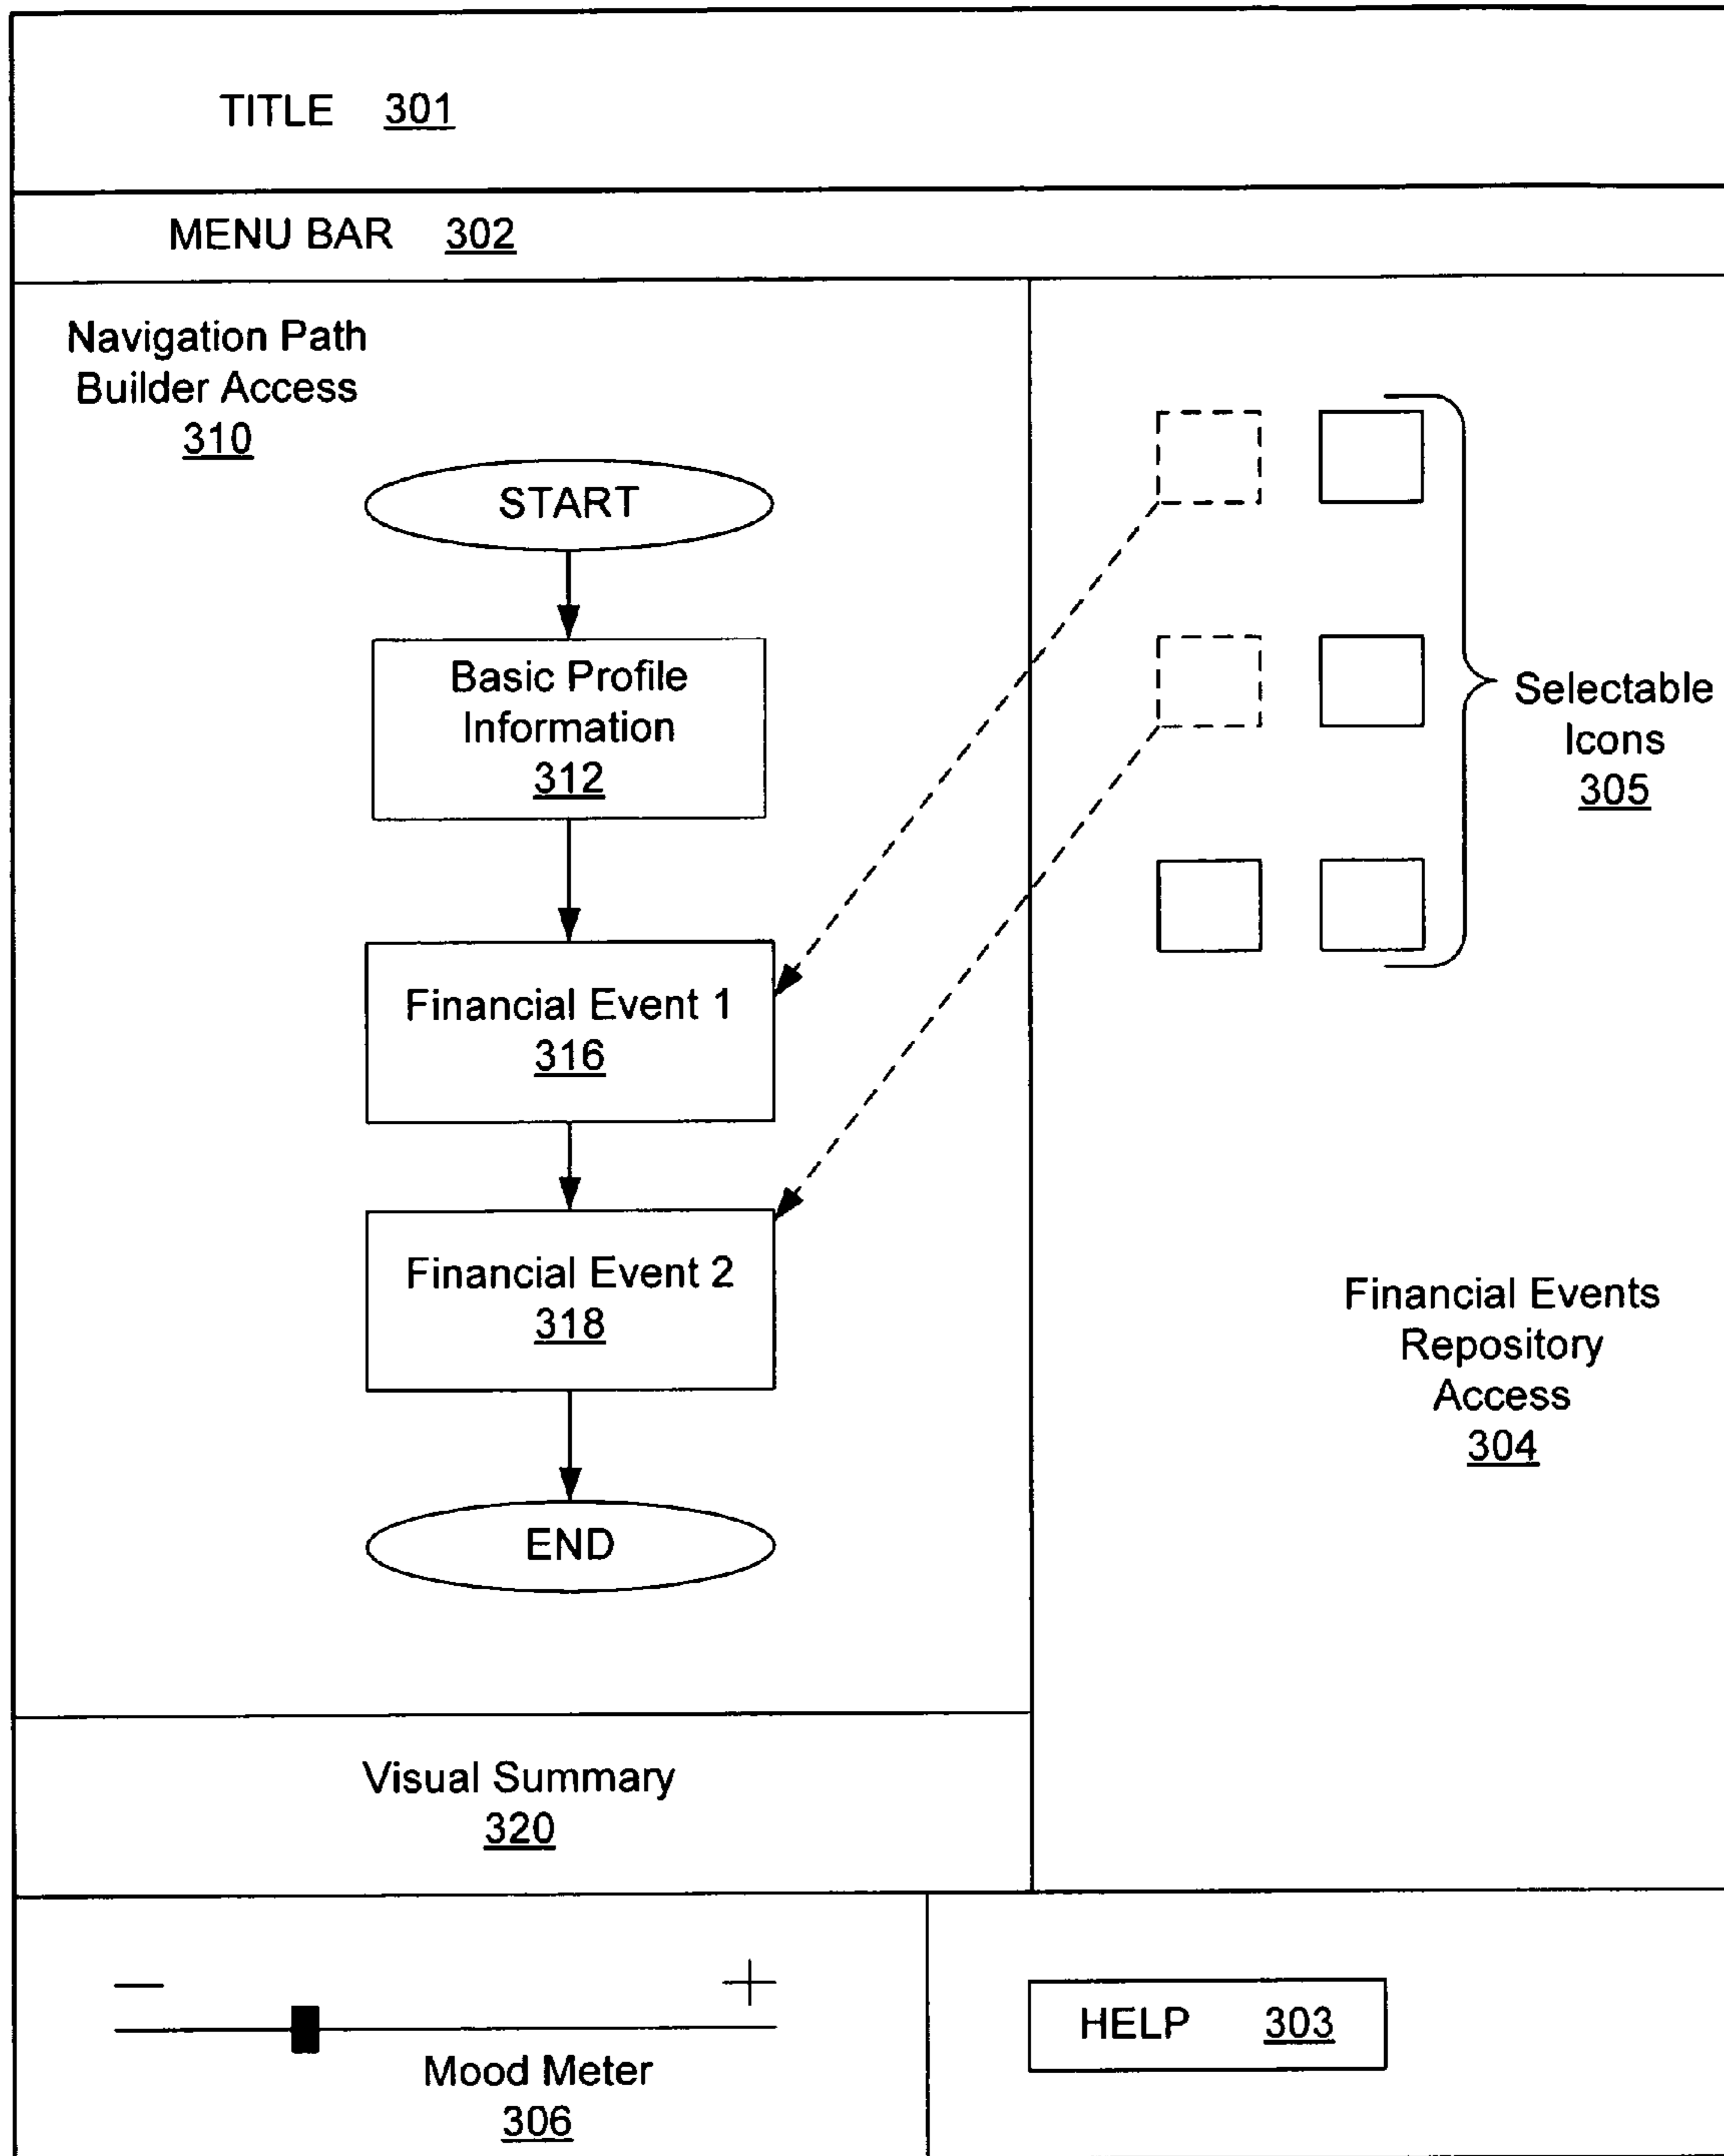 TITLE 301
MENU BAR 302
Navigation Path
Builder Access
310
START
Basic Profile
Information
312
Financial Event 1
316
Financial Event 2
318
END
Selectable
Icons
305
Financial Events
Repository
Access
304
Visual Summary
320
— +
Mood Meter
306
HELP 303